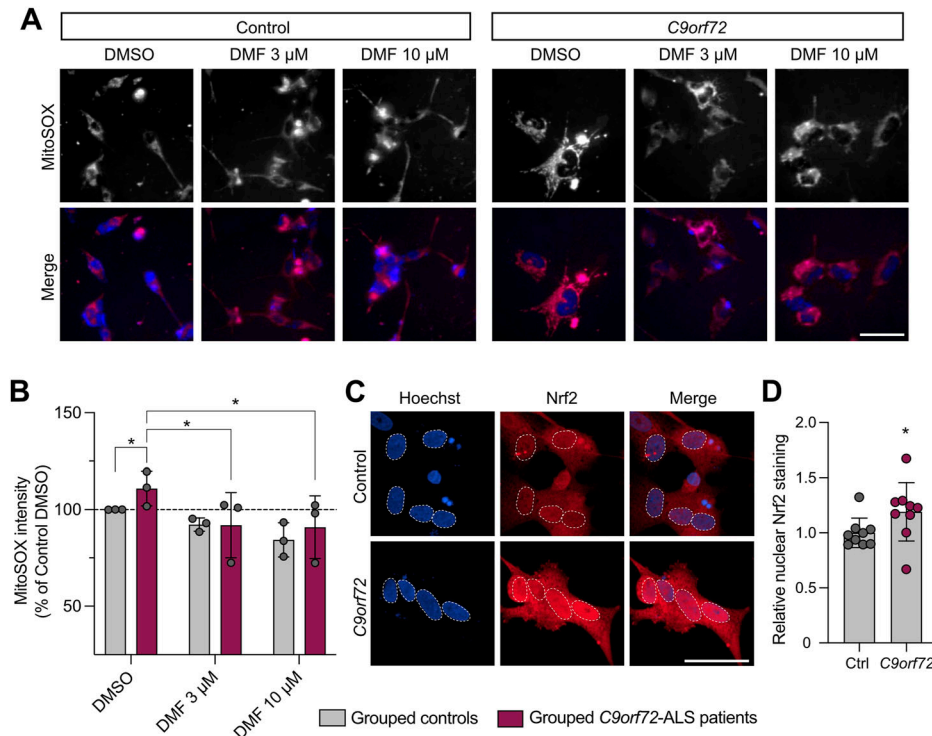 A
Control
C9orf72
DMSO DMF 3 µM DMF 10 µM DMSO DMF 3 µM DMF 10 µM
MitoSOX
Merge
B
MitoSOX intensity
(% of Control DMSO)
150
100
50
* * *
DMSO DMF 3 µM DMF 10 µM
C
Hoechst Nrf2 Merge
Control
C9orf72
D
Relative nuclear Nrf2 staining
2.0
1.5
1.0
0.5
0
*
Ctrl C9orf72
Grouped controls Grouped C9orf72-ALS patients